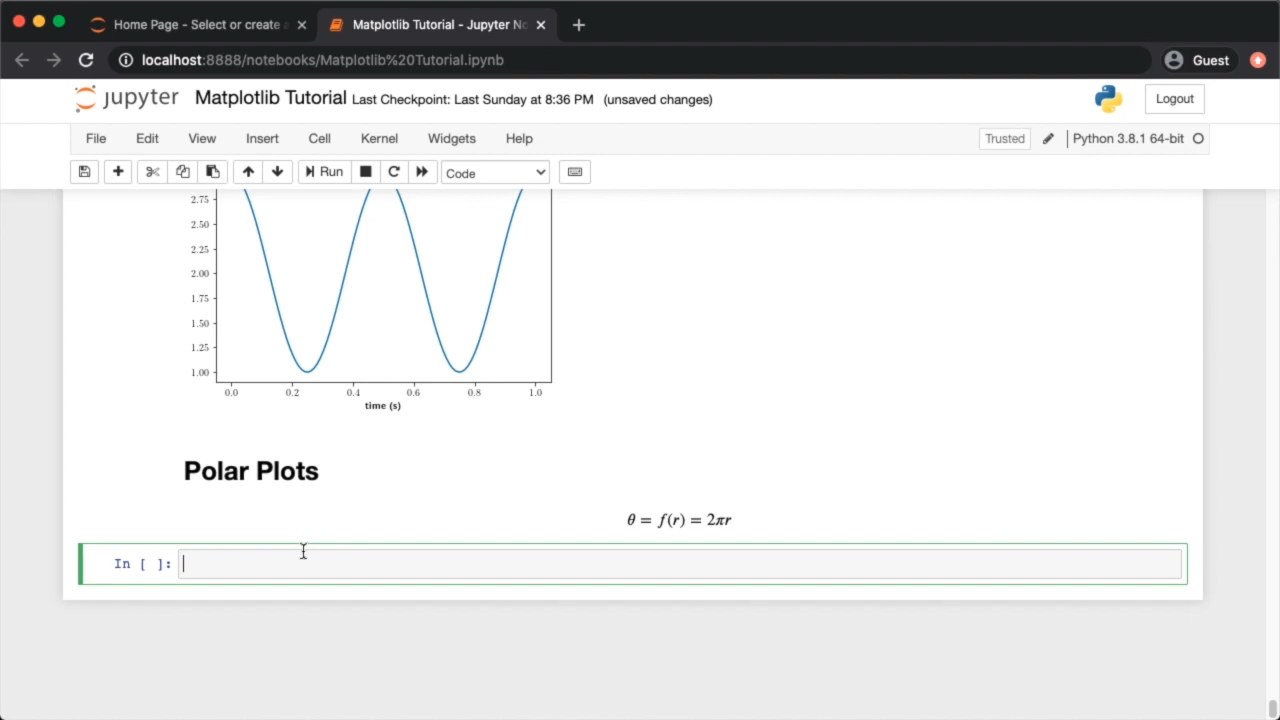 Home Page - Select or create a
Matplotlib Tutorial - Jupyter No
localhost:8888/notebooks/Matplotlib%20Tutorial.ipynb
Guest
jupyter
Matplotlib Tutorial Last Checkpoint: Last Sunday at 8:36 PM (unsaved changes)
Logout
File Edit View Insert Cell Kernel Widgets Help
Trusted
Python 3.8.1 64-bit
Run
Code
2.75
2.50
2.25
2.00
1.75
1.50
1.25
1.00
0.0 0.2 0.4 0.6 0.8 1.0
time (s)
Polar Plots
θ = f(r) = 2πr
In [ ]: